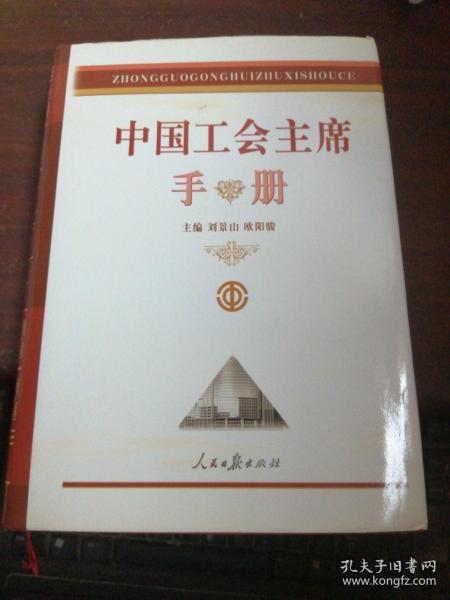 ZHONGGUOGONGHUIZHUXISHOUCE
中国工会主席
手册
主编 刘景山 欧阳骏
人民日报出版社
孔夫子旧书网
www.kongfz.com